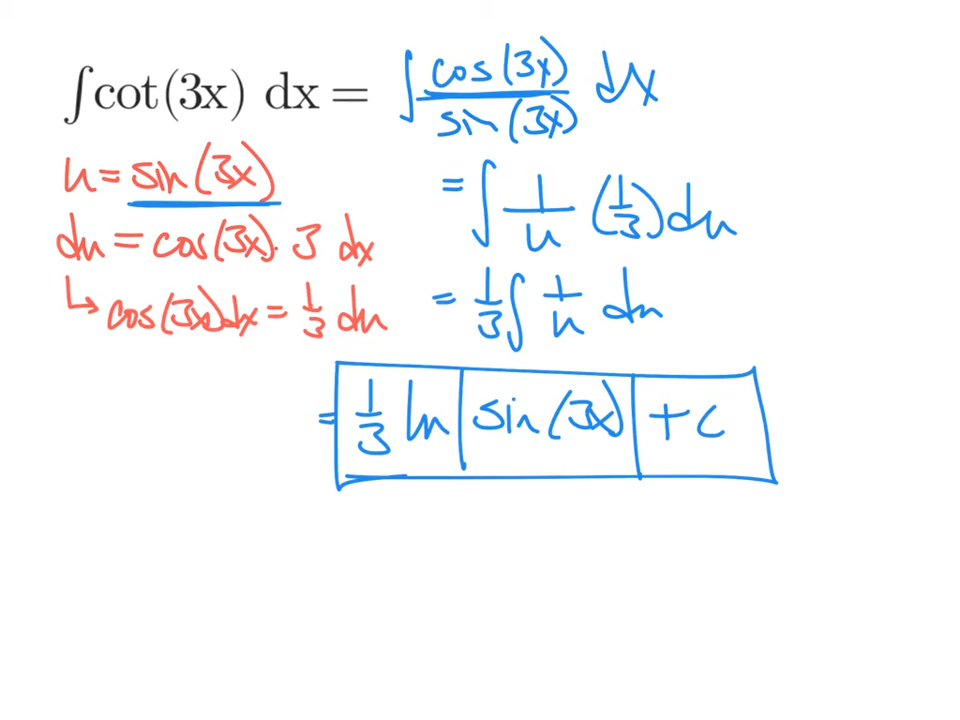 ∫cot(3x) dx = ∫ cos(3x)/sin(3x) dx
u = sin(3x)
du = cos(3x) · 3 dx
↳ cos(3x)dx = 1/3 du
= ∫ 1/u (1/3) du
= 1/3 ∫ 1/u du
= 1/3 ln|sin(3x)| + c